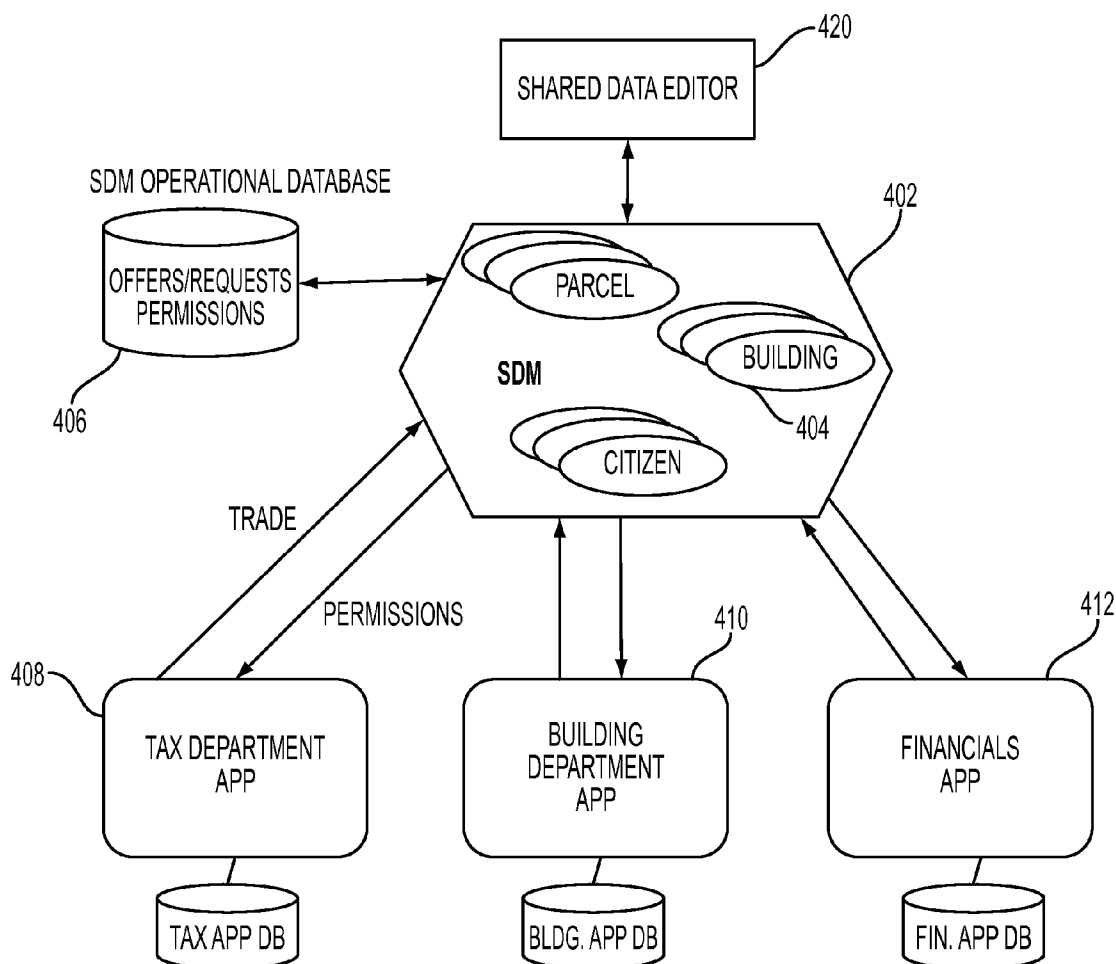 420
SHARED DATA EDITOR
SDM OPERATIONAL DATABASE
402
OFFERS/REQUESTS
PERMISSIONS
PARCEL
BUILDING
SDM
406
404
CITIZEN
TRADE
PERMISSIONS
410
412
408
TAX DEPARTMENT
APP
BUILDING
DEPARTMENT
APP
FINANCIALS
APP
TAX APP DB
BLDG. APP DB
FIN. APP DB